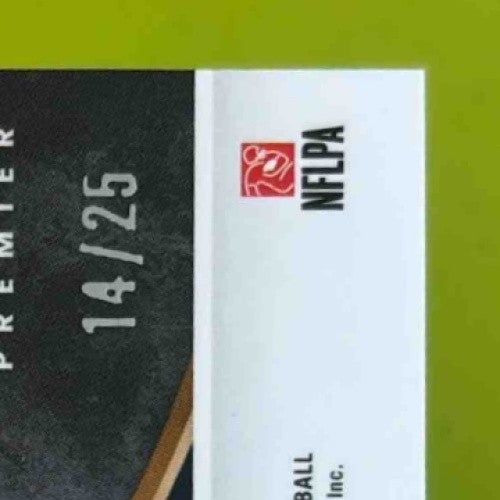 PREMIER
14/25
NFLPA
BALL
Inc.